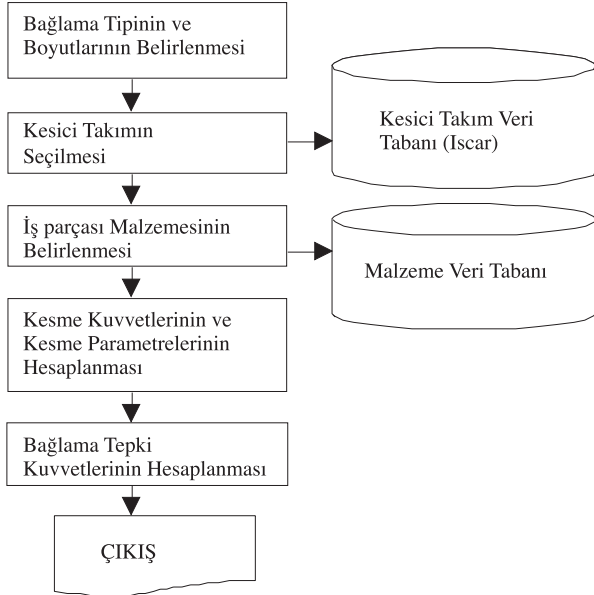 Bağlama Tipinin ve
Boyutlarının Belirlenmesi
Kesici Takımın
Seçilmesi
Kesici Takım Veri
Tabanı (Iscar)
İş parçası Malzemesinin
Belirlenmesi
Malzeme Veri Tabanı
Kesme Kuvvetlerinin ve
Kesme Parametrelerinin
Hesaplanması
Bağlama Tepki
Kuvvetlerinin Hesaplanması
ÇIKIŞ